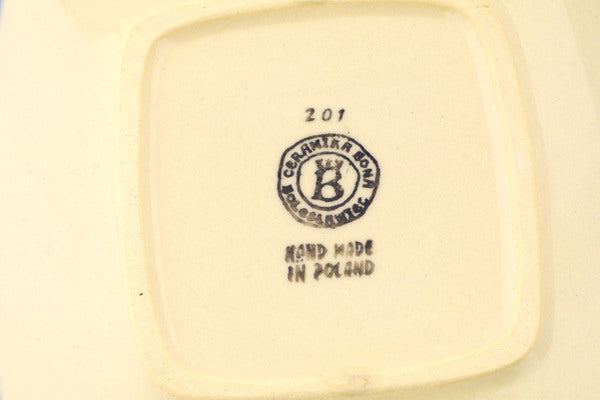 201
CERAMIKA BONA
B
BOLESŁAWIEC
HAND MADE
IN POLAND